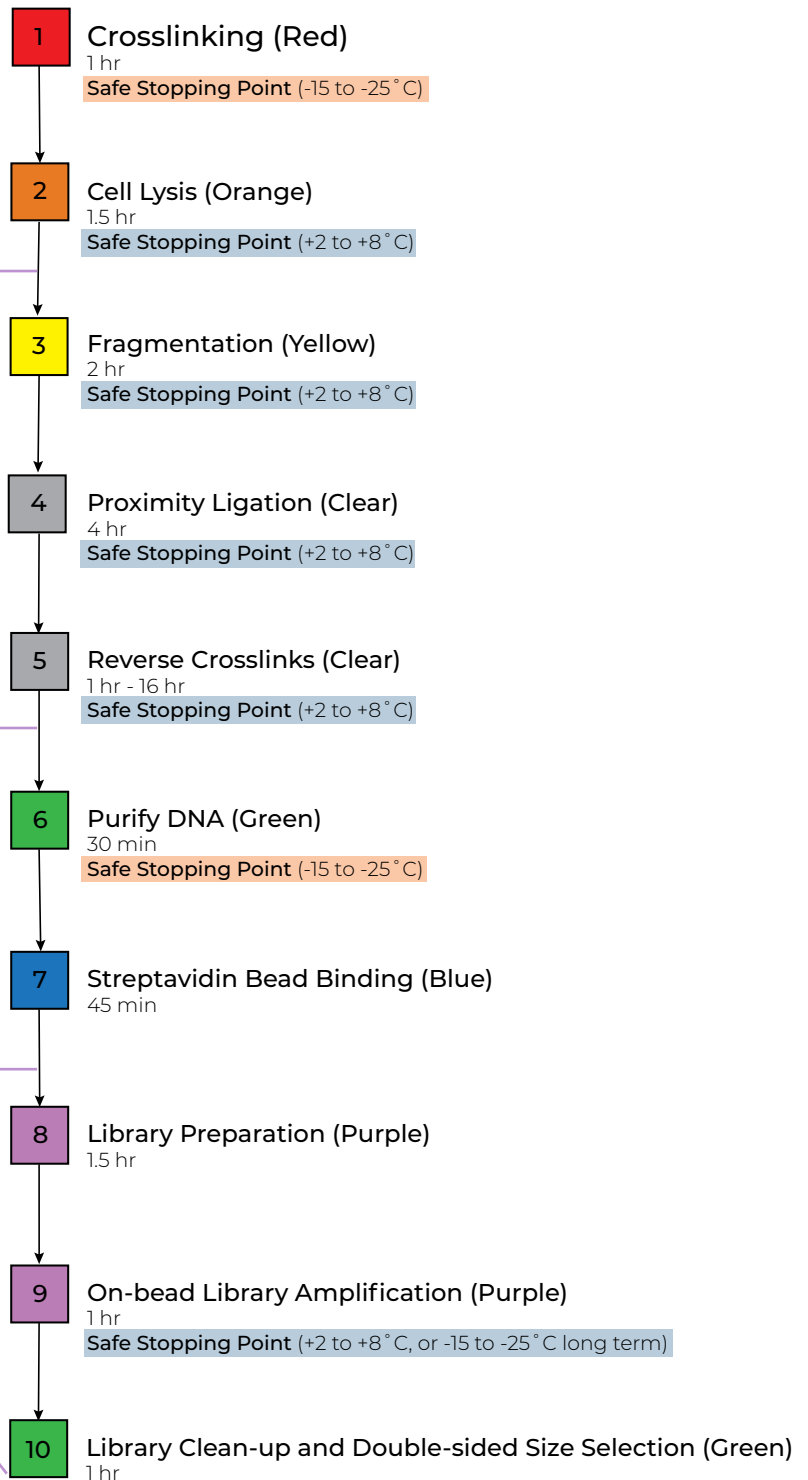 1
Crosslinking (Red)
1 hr
Safe Stopping Point (-15 to -25˚C)
2
Cell Lysis (Orange)
1.5 hr
Safe Stopping Point (+2 to +8˚C)
3
Fragmentation (Yellow)
2 hr
Safe Stopping Point (+2 to +8˚C)
4
Proximity Ligation (Clear)
4 hr
Safe Stopping Point (+2 to +8˚C)
5
Reverse Crosslinks (Clear)
1 hr - 16 hr
Safe Stopping Point (+2 to +8˚C)
6
Purify DNA (Green)
30 min
Safe Stopping Point (-15 to -25˚C)
7
Streptavidin Bead Binding (Blue)
45 min
8
Library Preparation (Purple)
1.5 hr
9
On-bead Library Amplification (Purple)
1 hr
Safe Stopping Point (+2 to +8˚C, or -15 to -25˚C long term)
10
Library Clean-up and Double-sided Size Selection (Green)
1 hr